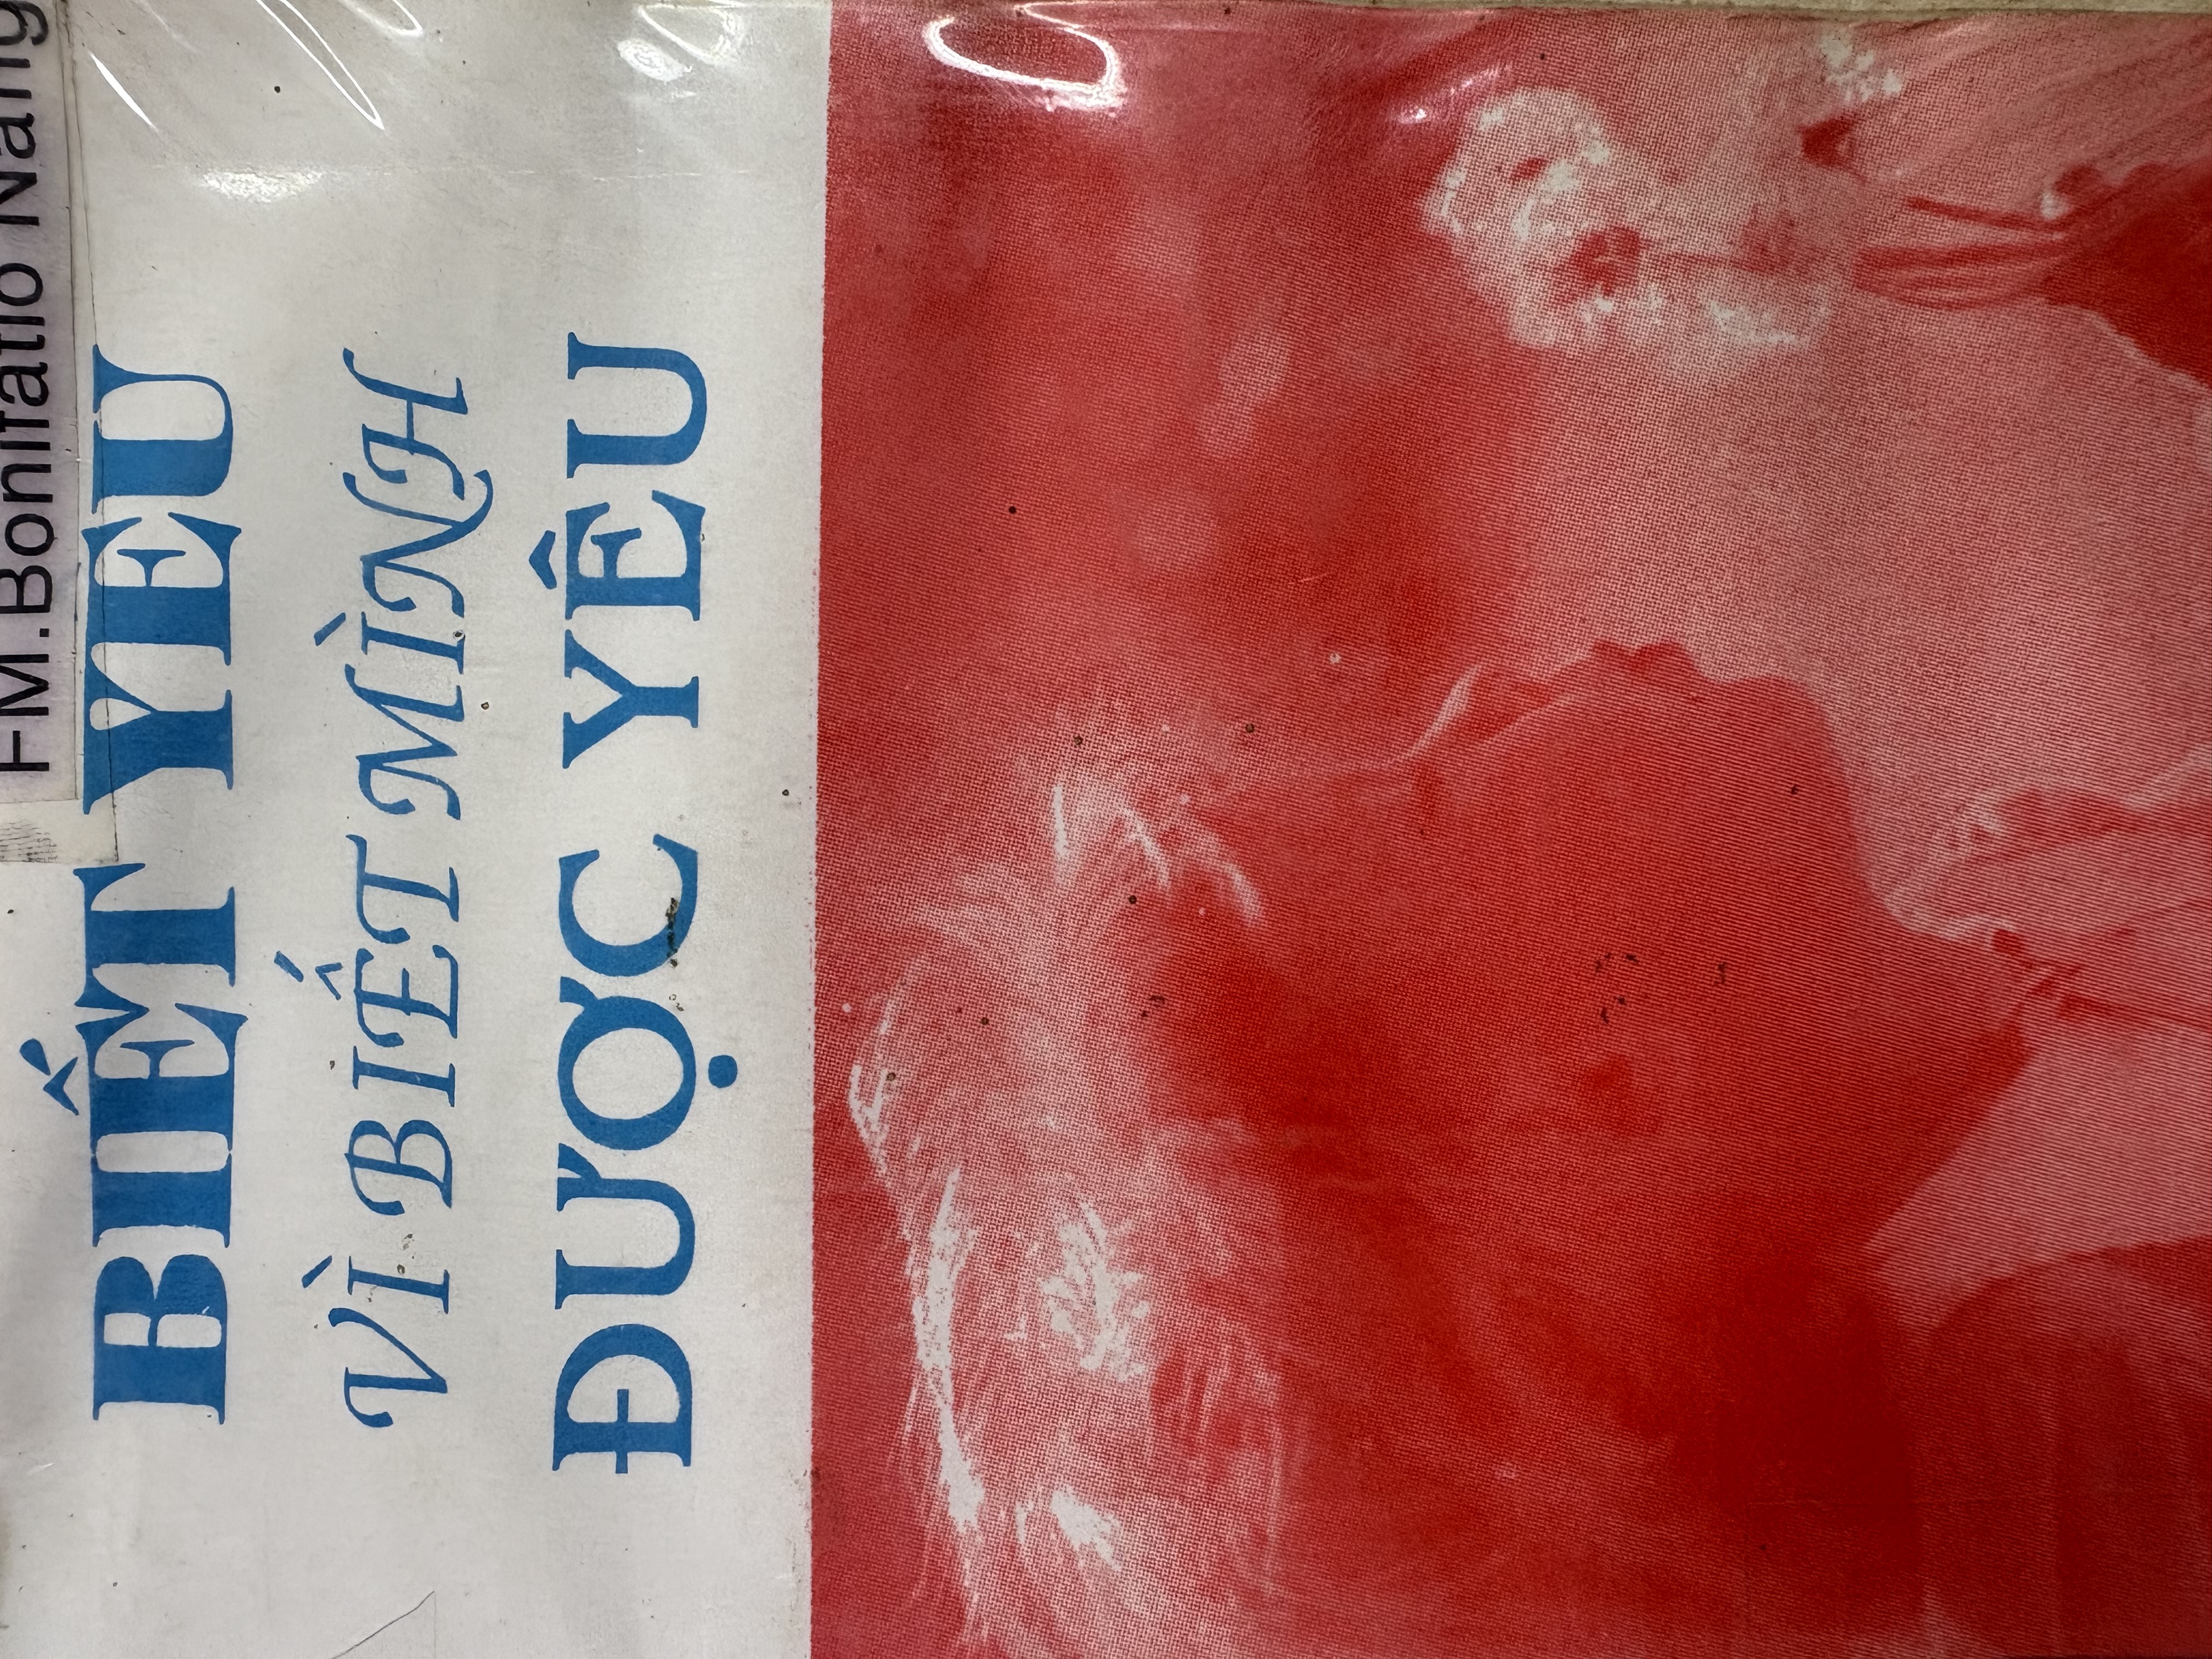 FM.Bonifatio Nang
BIẾT YÊU
VÌ BIẾT MÌNH
ĐƯỢC YÊU